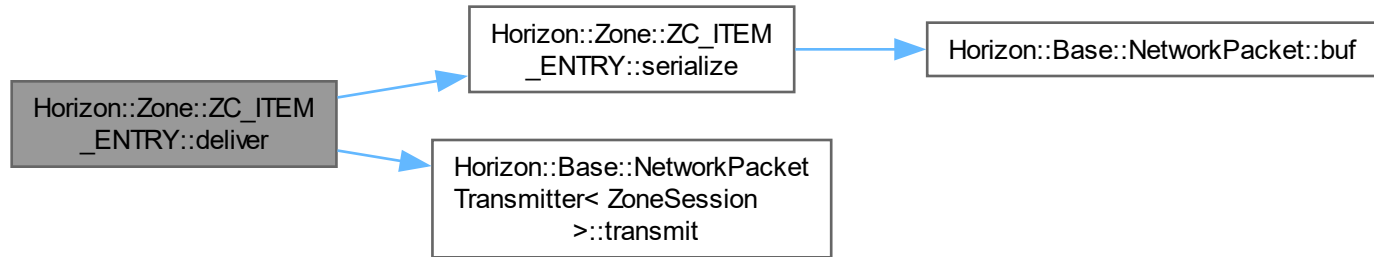 Horizon::Zone::ZC_ITEM
_ENTRY::deliver
Horizon::Zone::ZC_ITEM
_ENTRY::serialize
Horizon::Base::NetworkPacket::buf
Horizon::Base::NetworkPacket
Transmitter< ZoneSession
>::transmit